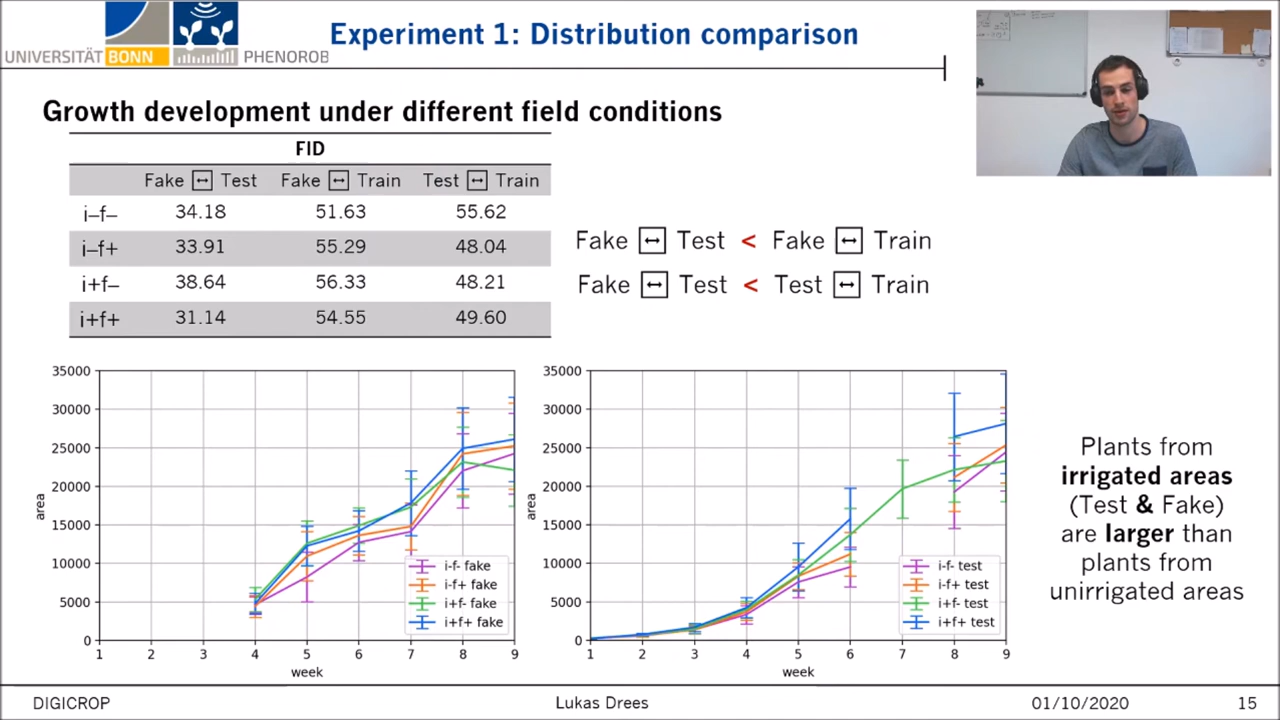 Experiment 1: Distribution comparison
UNIVERSITÄT BONN
PHENOROB
Growth development under different field conditions
FID
Fake ↔ Test Fake ↔ Train Test ↔ Train
i–f– 34.18 51.63 55.62
i–f+ 33.91 55.29 48.04
i+f– 38.64 56.33 48.21
i+f+ 31.14 54.55 49.60
Fake ↔ Test < Fake ↔ Train
Fake ↔ Test < Test ↔ Train
35000
30000
25000
20000
15000
10000
5000
0
area
1 2 3 4 5 6 7 8 9
week
i-f- fake
i-f+ fake
i+f- fake
i+f+ fake
35000
30000
25000
20000
15000
10000
5000
0
area
1 2 3 4 5 6 7 8 9
week
i-f- test
i-f+ test
i+f- test
i+f+ test
Plants from
irrigated areas
(Test & Fake)
are larger than
plants from
unirrigated areas
DIGICROP
Lukas Drees
01/10/2020
15